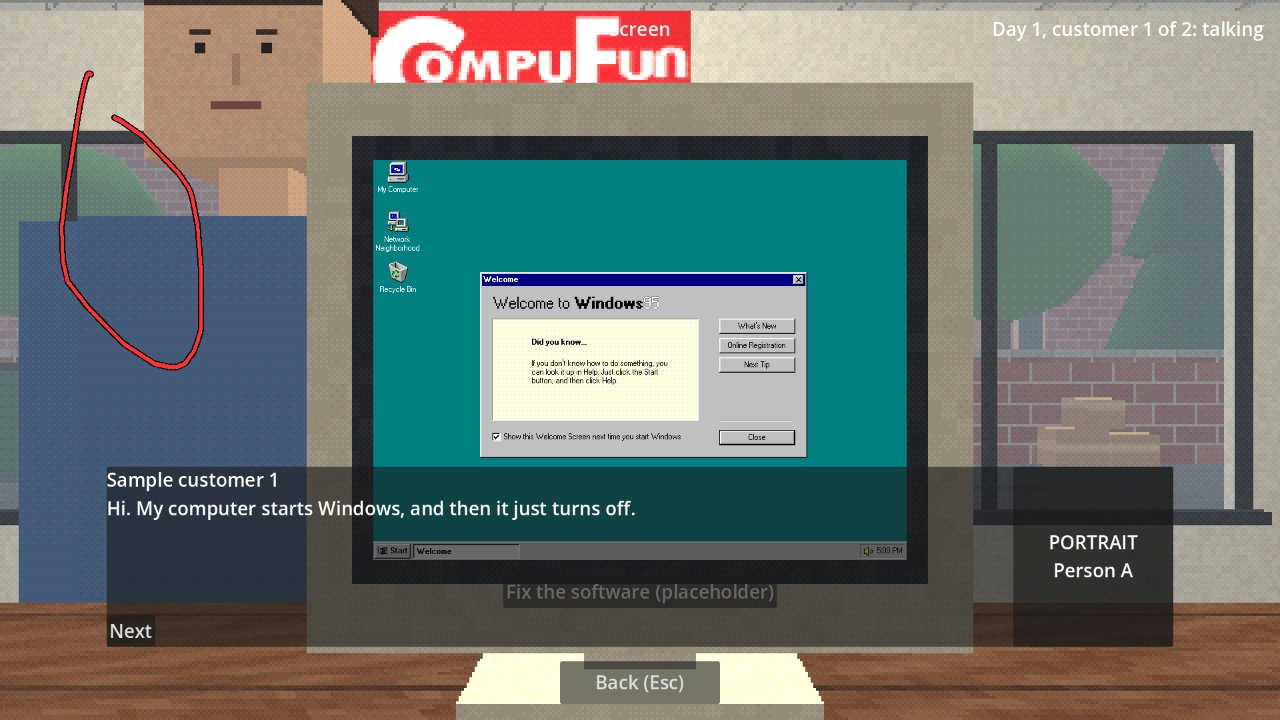 Screen
Day 1, customer 1 of 2: talking
COMPUFUN
My Computer
Network
Neighborhood
Recycle Bin
Welcome
Welcome to Windows95
Did you know...
If you don't know how to do something, you
can look it up in Help. Just click the Start
button, and then click Help.
What's New
Online Registration
Next Tip
Show this Welcome Screen next time you start Windows
Close
Sample customer 1
Hi. My computer starts Windows, and then it just turns off.
PORTRAIT
Person A
Start
Welcome
5:00 PM
Fix the software (placeholder)
Next
Back (Esc)